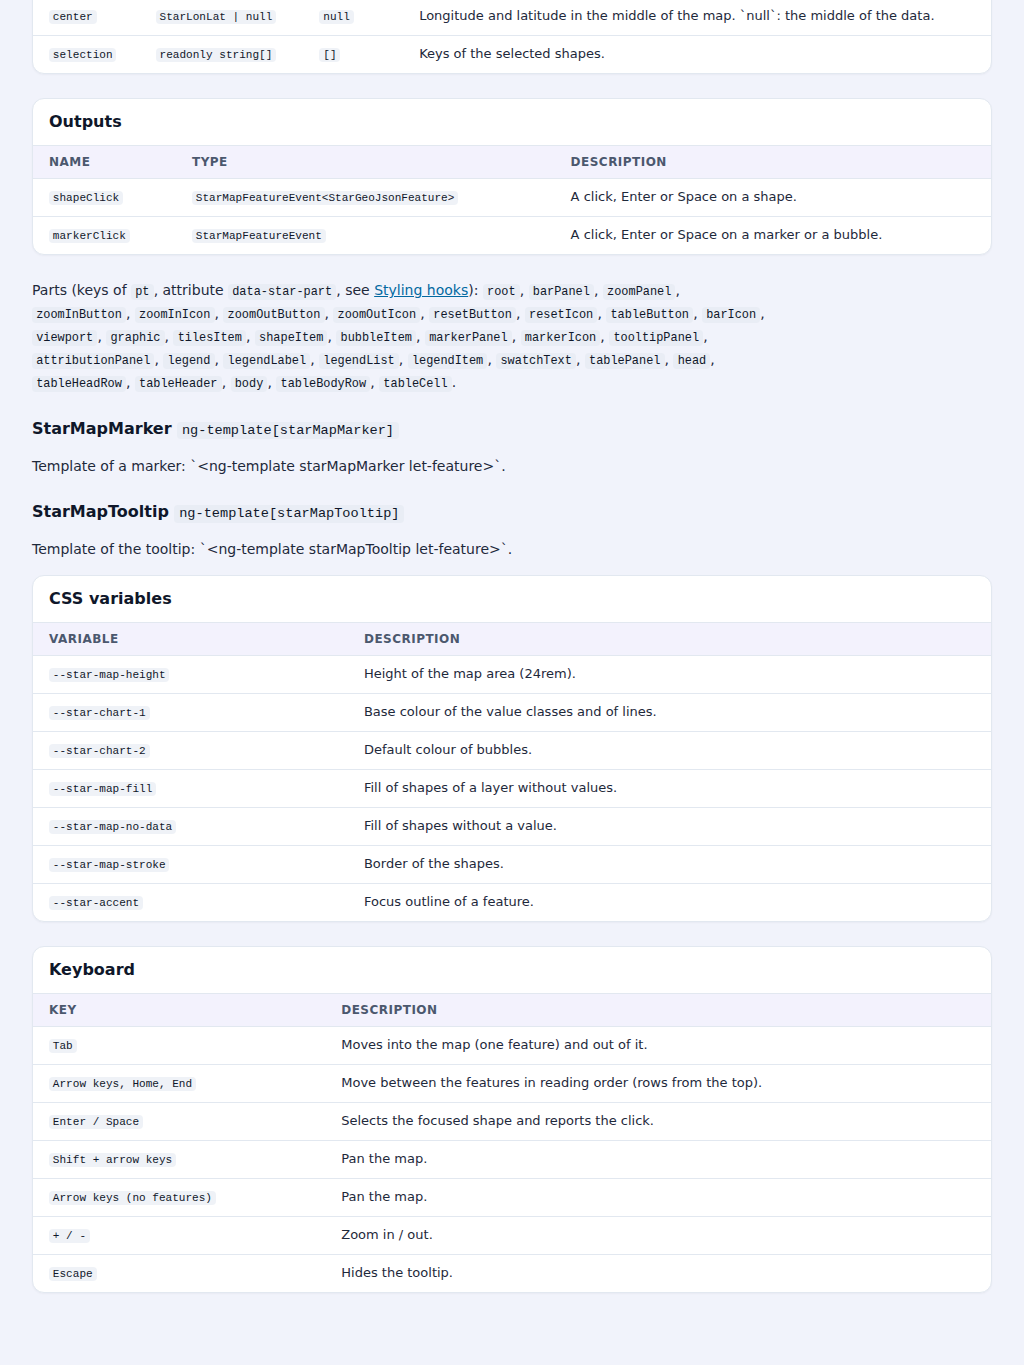 center StarLonLat | null null Longitude and latitude in the middle of the map. `null`: the middle of the data.
selection readonly string[] [] Keys of the selected shapes.
Outputs
NAME TYPE DESCRIPTION
shapeClick StarMapFeatureEvent<StarGeoJsonFeature> A click, Enter or Space on a shape.
markerClick StarMapFeatureEvent A click, Enter or Space on a marker or a bubble.
Parts (keys of pt, attribute data-star-part, see Styling hooks): root, barPanel, zoomPanel,
zoomInButton, zoomInIcon, zoomOutButton, zoomOutIcon, resetButton, resetIcon, tableButton, barIcon,
viewport, graphic, tilesItem, shapeItem, bubbleItem, markerPanel, markerIcon, tooltipPanel,
attributionPanel, legend, legendLabel, legendList, legendItem, swatchText, tablePanel, head,
tableHeadRow, tableHeader, body, tableBodyRow, tableCell.
StarMapMarker ng-template[starMapMarker]
Template of a marker: `<ng-template starMapMarker let-feature>`.
StarMapTooltip ng-template[starMapTooltip]
Template of the tooltip: `<ng-template starMapTooltip let-feature>`.
CSS variables
VARIABLE DESCRIPTION
--star-map-height Height of the map area (24rem).
--star-chart-1 Base colour of the value classes and of lines.
--star-chart-2 Default colour of bubbles.
--star-map-fill Fill of shapes of a layer without values.
--star-map-no-data Fill of shapes without a value.
--star-map-stroke Border of the shapes.
--star-accent Focus outline of a feature.
Keyboard
KEY DESCRIPTION
Tab Moves into the map (one feature) and out of it.
Arrow keys, Home, End Move between the features in reading order (rows from the top).
Enter / Space Selects the focused shape and reports the click.
Shift + arrow keys Pan the map.
Arrow keys (no features) Pan the map.
+ / - Zoom in / out.
Escape Hides the tooltip.